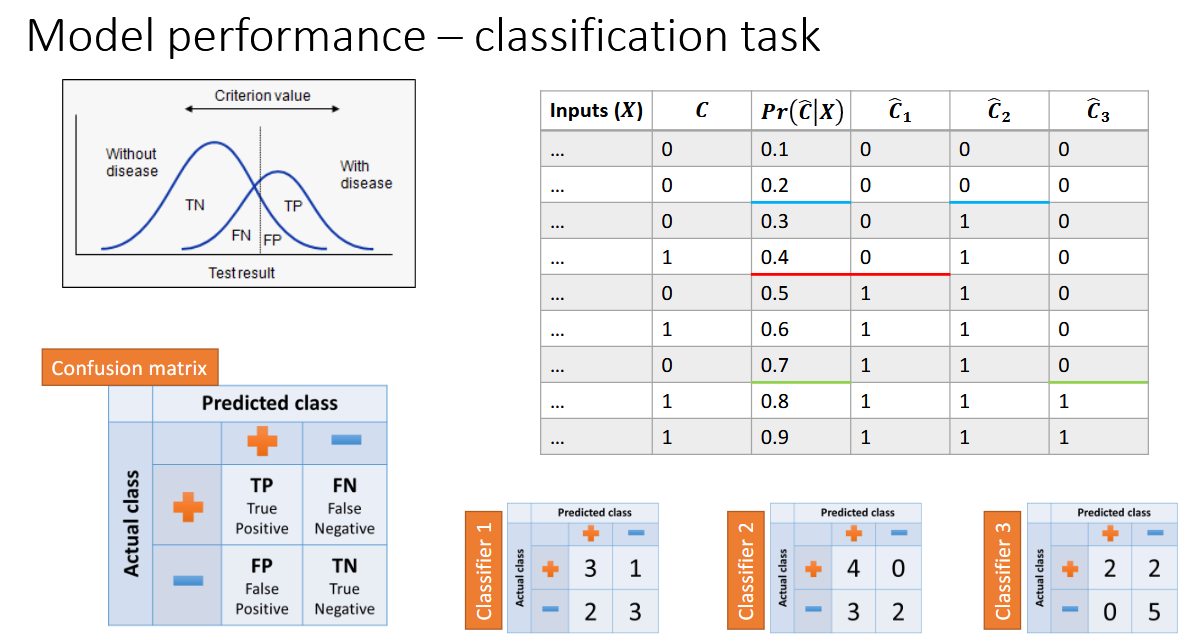 Model performance – classification task
Criterion value
Without
disease
With
disease
TN
TP
FN
FP
Test result
Inputs (X) C Pr(Ĉ|X) Ĉ₁ Ĉ₂ Ĉ₃
... 0 0.1 0 0 0
... 0 0.2 0 0 0
... 0 0.3 0 1 0
... 1 0.4 0 1 0
... 0 0.5 1 1 0
... 1 0.6 1 1 0
... 0 0.7 1 1 0
... 1 0.8 1 1 1
... 1 0.9 1 1 1
Confusion matrix
Predicted class
+ −
Actual class
+ TP FN
True False
Positive Negative
− FP TN
False True
Positive Negative
Classifier 1
Predicted class
+ −
Actual class
+ 3 1
− 2 3
Classifier 2
Predicted class
+ −
Actual class
+ 4 0
− 3 2
Classifier 3
Predicted class
+ −
Actual class
+ 2 2
− 0 5